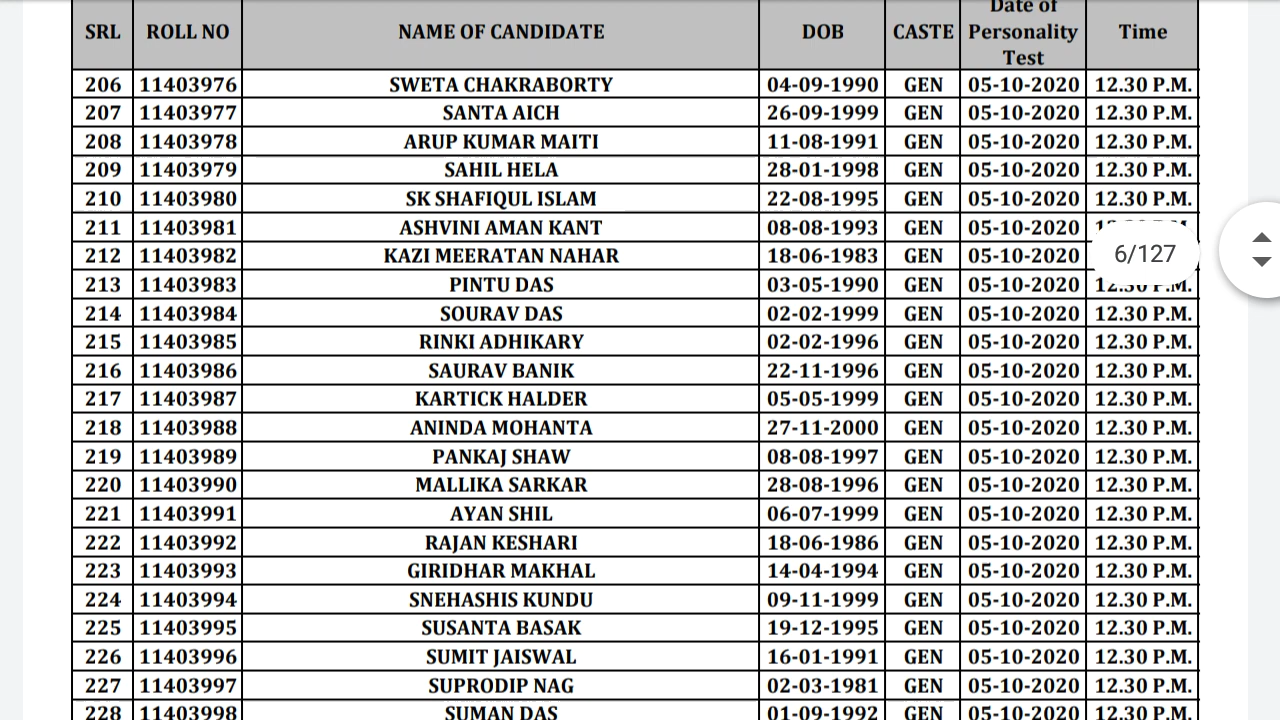 SRL ROLL NO NAME OF CANDIDATE DOB CASTE Date of Personality Test Time
206 11403976 SWETA CHAKRABORTY 04-09-1990 GEN 05-10-2020 12.30 P.M.
207 11403977 SANTA AICH 26-09-1999 GEN 05-10-2020 12.30 P.M.
208 11403978 ARUP KUMAR MAITI 11-08-1991 GEN 05-10-2020 12.30 P.M.
209 11403979 SAHIL HELA 28-01-1998 GEN 05-10-2020 12.30 P.M.
210 11403980 SK SHAFIQUL ISLAM 22-08-1995 GEN 05-10-2020 12.30 P.M.
211 11403981 ASHVINI AMAN KANT 08-08-1993 GEN 05-10-2020
212 11403982 KAZI MEERATAN NAHAR 18-06-1983 GEN 05-10-2020 6/127
213 11403983 PINTU DAS 03-05-1990 GEN 05-10-2020 12.30 P.M.
214 11403984 SOURAV DAS 02-02-1999 GEN 05-10-2020 12.30 P.M.
215 11403985 RINKI ADHIKARY 02-02-1996 GEN 05-10-2020 12.30 P.M.
216 11403986 SAURAV BANIK 22-11-1996 GEN 05-10-2020 12.30 P.M.
217 11403987 KARTICK HALDER 05-05-1999 GEN 05-10-2020 12.30 P.M.
218 11403988 ANINDA MOHANTA 27-11-2000 GEN 05-10-2020 12.30 P.M.
219 11403989 PANKAJ SHAW 08-08-1997 GEN 05-10-2020 12.30 P.M.
220 11403990 MALLIKA SARKAR 28-08-1996 GEN 05-10-2020 12.30 P.M.
221 11403991 AYAN SHIL 06-07-1999 GEN 05-10-2020 12.30 P.M.
222 11403992 RAJAN KESHARI 18-06-1986 GEN 05-10-2020 12.30 P.M.
223 11403993 GIRIDHAR MAKHAL 14-04-1994 GEN 05-10-2020 12.30 P.M.
224 11403994 SNEHASHIS KUNDU 09-11-1999 GEN 05-10-2020 12.30 P.M.
225 11403995 SUSANTA BASAK 19-12-1995 GEN 05-10-2020 12.30 P.M.
226 11403996 SUMIT JAISWAL 16-01-1991 GEN 05-10-2020 12.30 P.M.
227 11403997 SUPRODIP NAG 02-03-1981 GEN 05-10-2020 12.30 P.M.
228 11403998 SUMAN DAS 01-09-1992 GEN 05-10-2020 12.30 P.M.